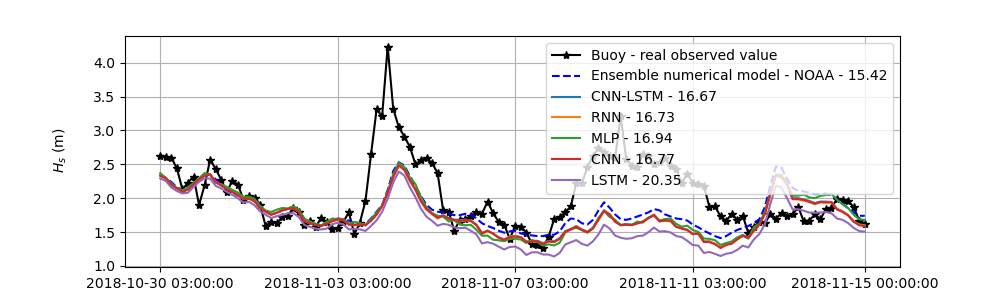 4.0
3.5
3.0
2.5
2.0
1.5
1.0
Hs (m)
Buoy - real observed value
Ensemble numerical model - NOAA - 15.42
CNN-LSTM - 16.67
RNN - 16.73
MLP - 16.94
CNN - 16.77
LSTM - 20.35
2018-10-30 03:00:00 2018-11-03 03:00:00 2018-11-07 03:00:00 2018-11-11 03:00:00 2018-11-15 00:00:00